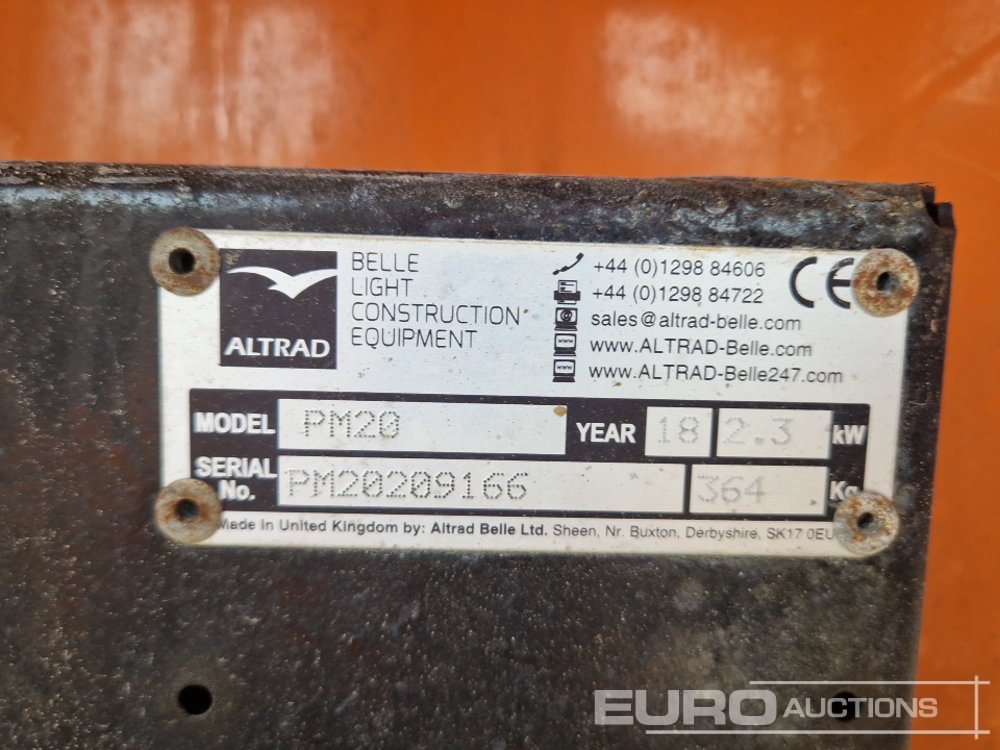 ALTRAD
BELLE
LIGHT
CONSTRUCTION
EQUIPMENT
+44 (0)1298 84606
+44 (0)1298 84722
sales@altrad-belle.com
www.ALTRAD-Belle.com
www.ALTRAD-Belle247.com
CE
MODEL PM20 YEAR 18 2.3 kW
SERIAL No. PM20209166 364 Kg
Made In United Kingdom by: Altrad Belle Ltd. Sheen, Nr. Buxton, Derbyshire, SK17 0EU
EURO AUCTIONS